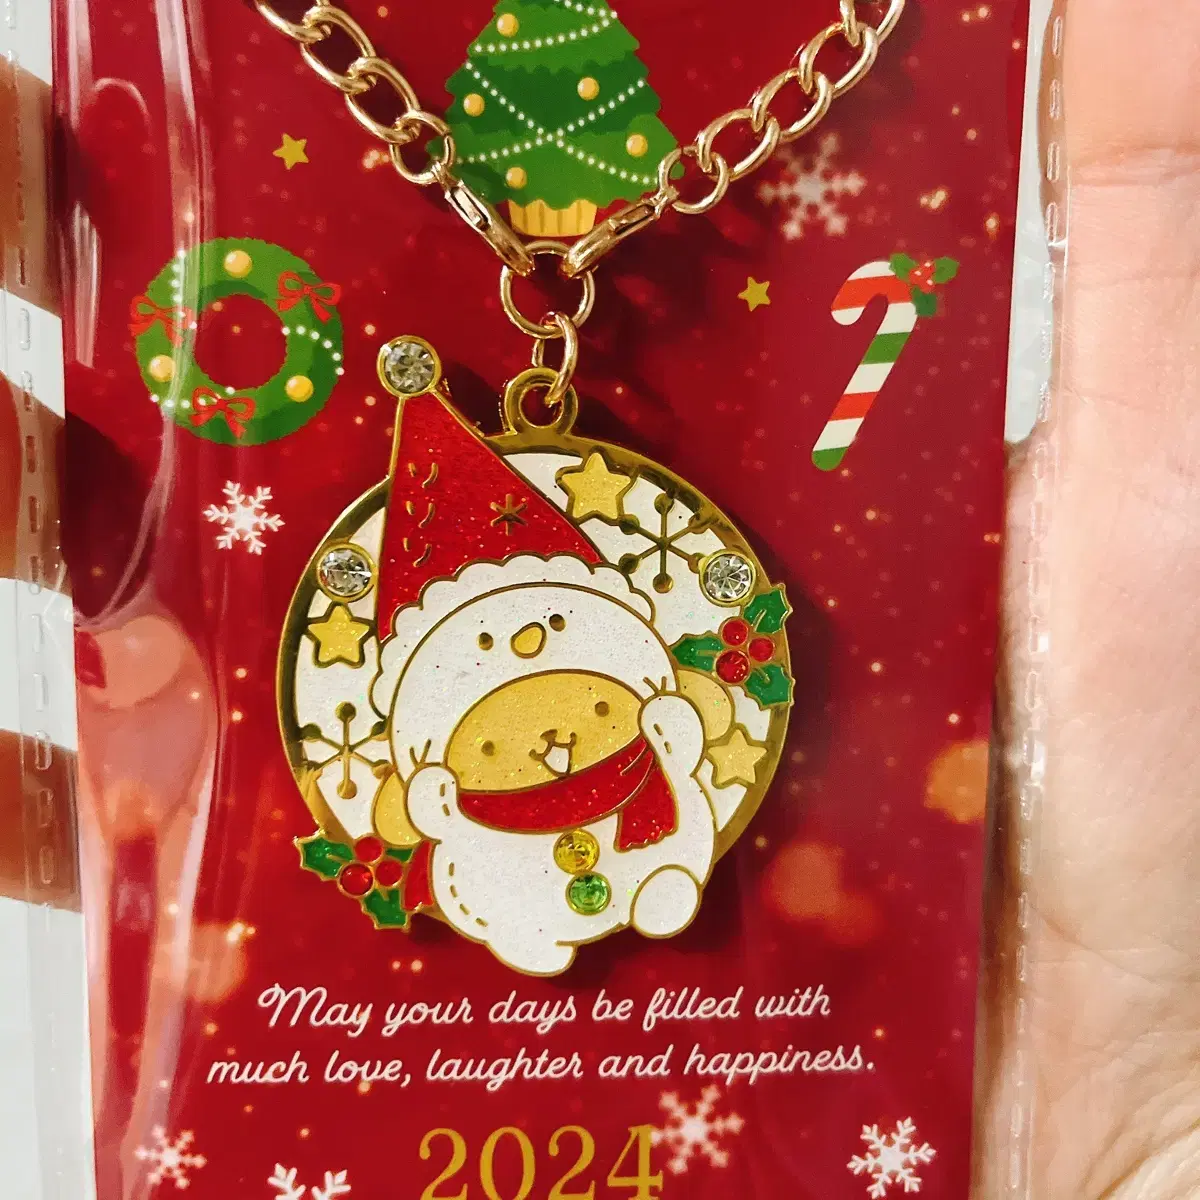 May your days be filled with
much love, laughter and happiness.
2024